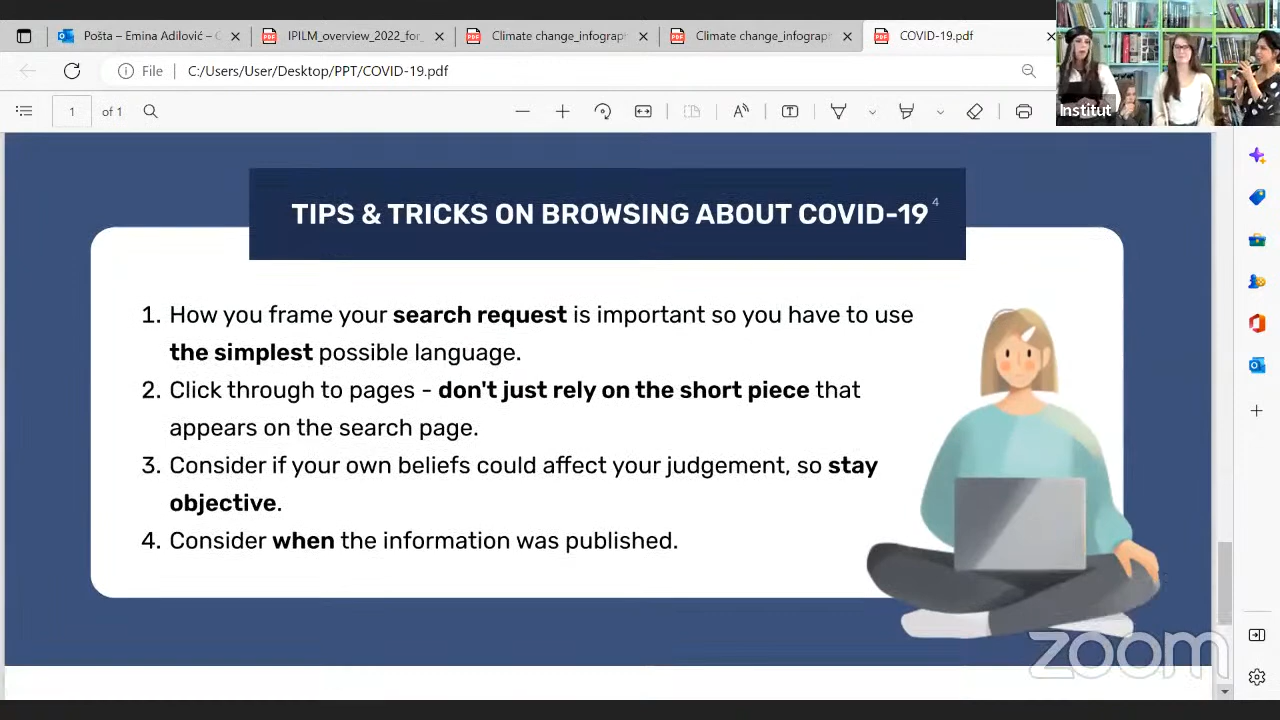 Pošta – Emina Adilović – 
IPILM_overview_2022_for_
Climate change_infograph
Climate change_infograph
COVID-19.pdf
File
C:/Users/User/Desktop/PPT/COVID-19.pdf
1 of 1
Institut
TIPS & TRICKS ON BROWSING ABOUT COVID-19 4
1. How you frame your search request is important so you have to use
the simplest possible language.
2. Click through to pages - don't just rely on the short piece that
appears on the search page.
3. Consider if your own beliefs could affect your judgement, so stay
objective.
4. Consider when the information was published.
zoom